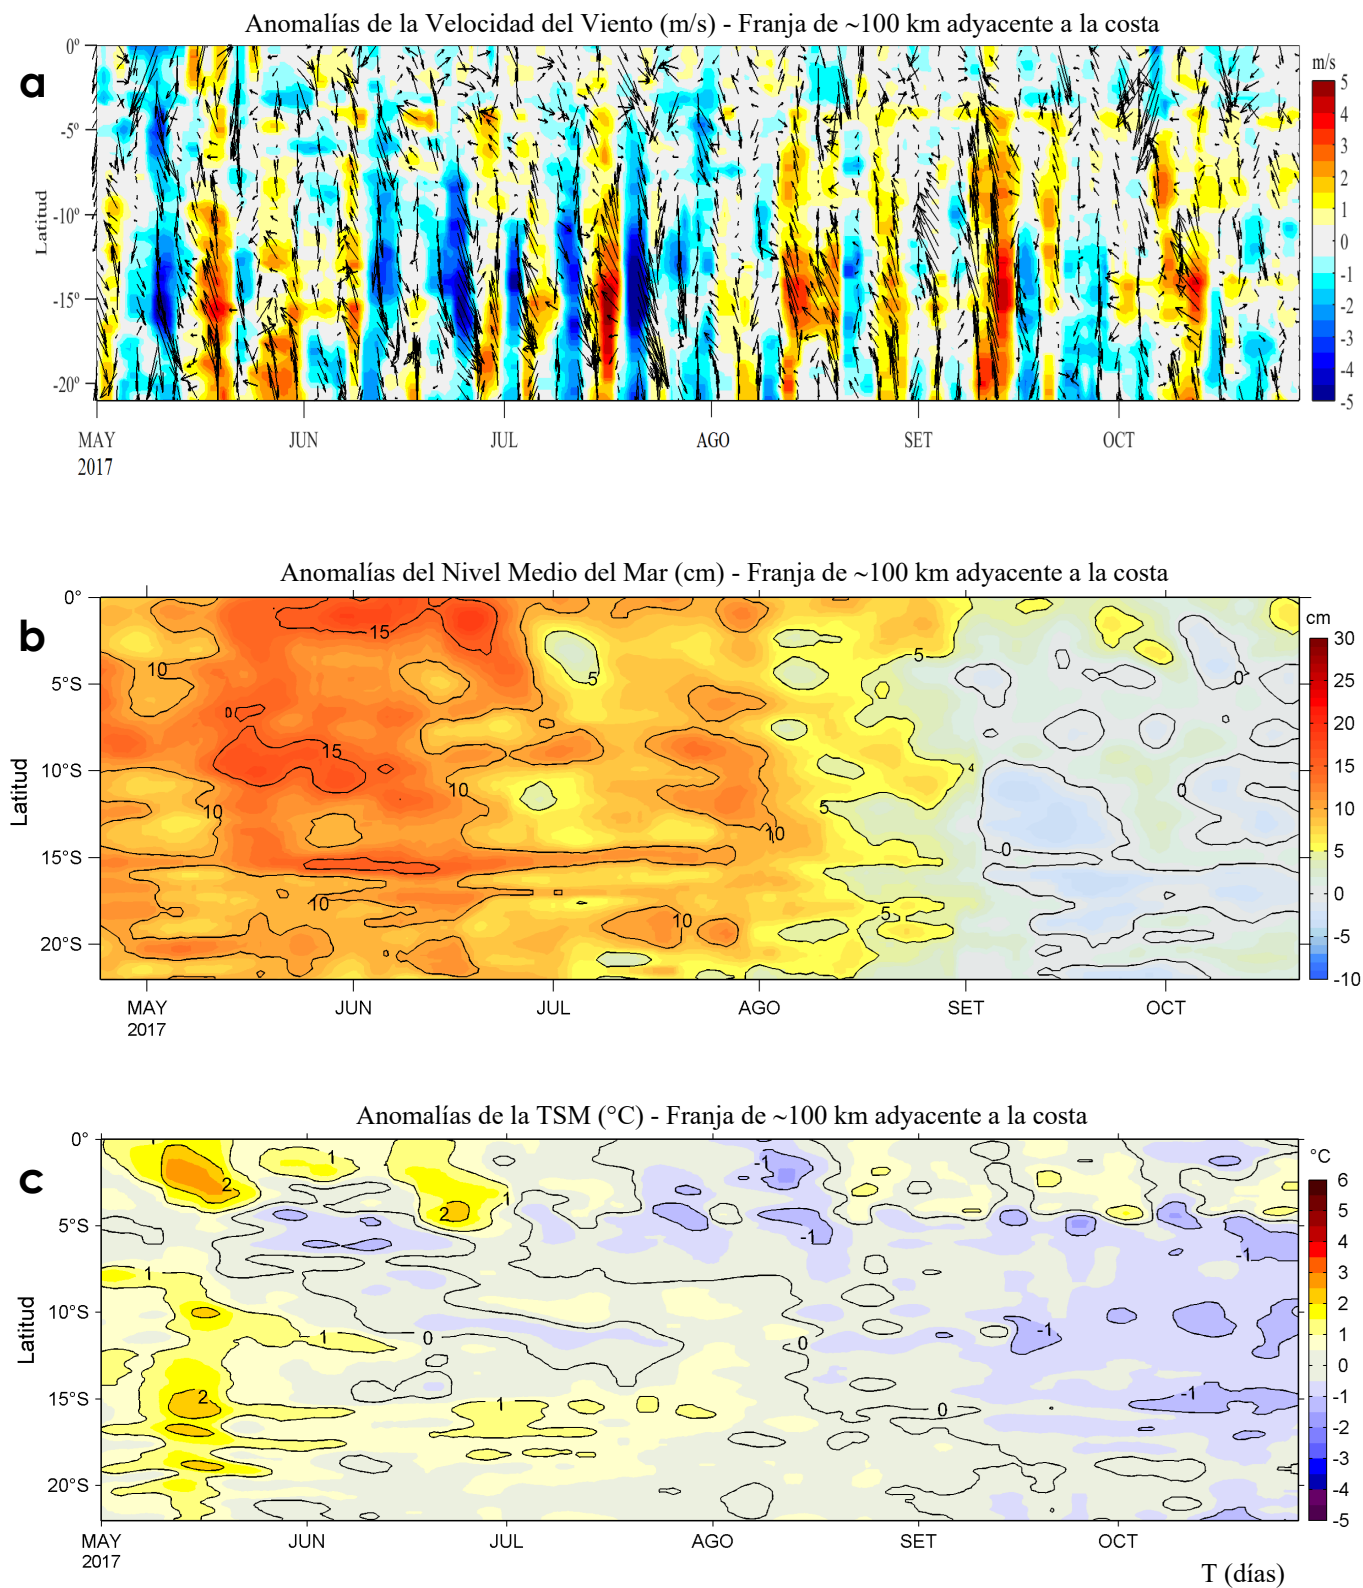 Anomalías de la Velocidad del Viento (m/s) - Franja de ~100 km adyacente a la costa
a
0º
-5º
-10º
-15º
-20º
Latitud
MAY
2017
JUN
JUL
AGO
SET
OCT
m/s
5
4
3
2
1
0
-1
-2
-3
-4
-5
Anomalías del Nivel Medio del Mar (cm) - Franja de ~100 km adyacente a la costa
b
0°
5°S
10°S
15°S
20°S
Latitud
15
10
5
5
0
0
15
10
10
4
0
5
10
0
10
10
5
MAY
2017
JUN
JUL
AGO
SET
OCT
cm
30
25
20
15
10
5
0
-5
-10
Anomalías de la TSM (°C) - Franja de ~100 km adyacente a la costa
c
0°
5°S
10°S
15°S
20°S
Latitud
1
2
1
2
-1
-1
-1
1
1
0
0
-1
2
1
0
-1
MAY
2017
JUN
JUL
AGO
SET
OCT
°C
6
5
4
3
2
1
0
-1
-2
-3
-4
-5
T (días)